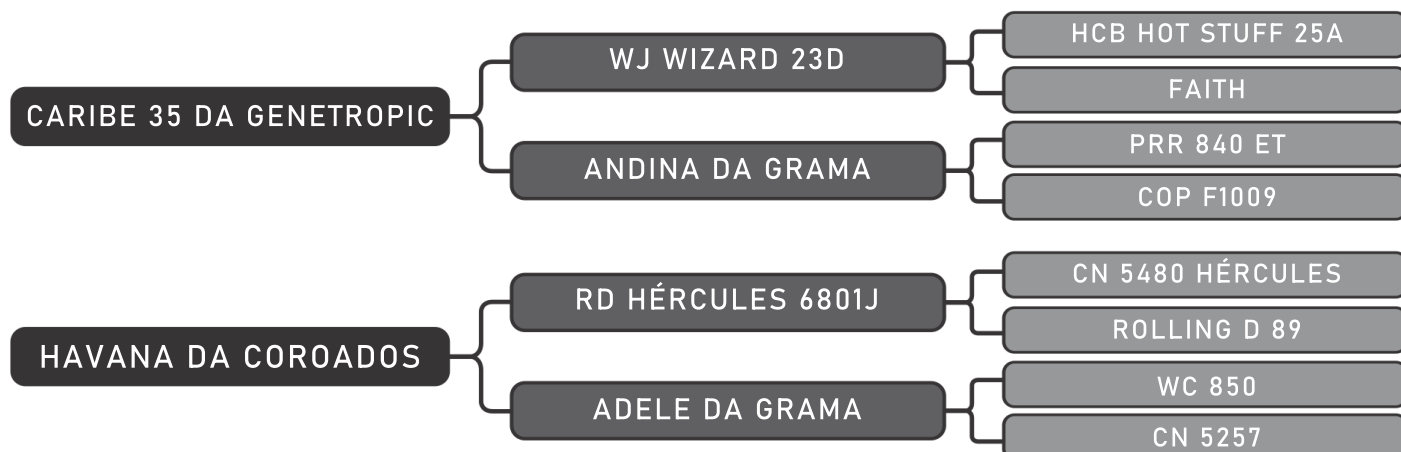 CARIBE 35 DA GENETROPIC
WJ WIZARD 23D
HCB HOT STUFF 25A
FAITH
ANDINA DA GRAMA
PRR 840 ET
COP F1009
HAVANA DA COROADOS
RD HÉRCULES 6801J
CN 5480 HÉRCULES
ROLLING D 89
ADELE DA GRAMA
WC 850
CN 5257